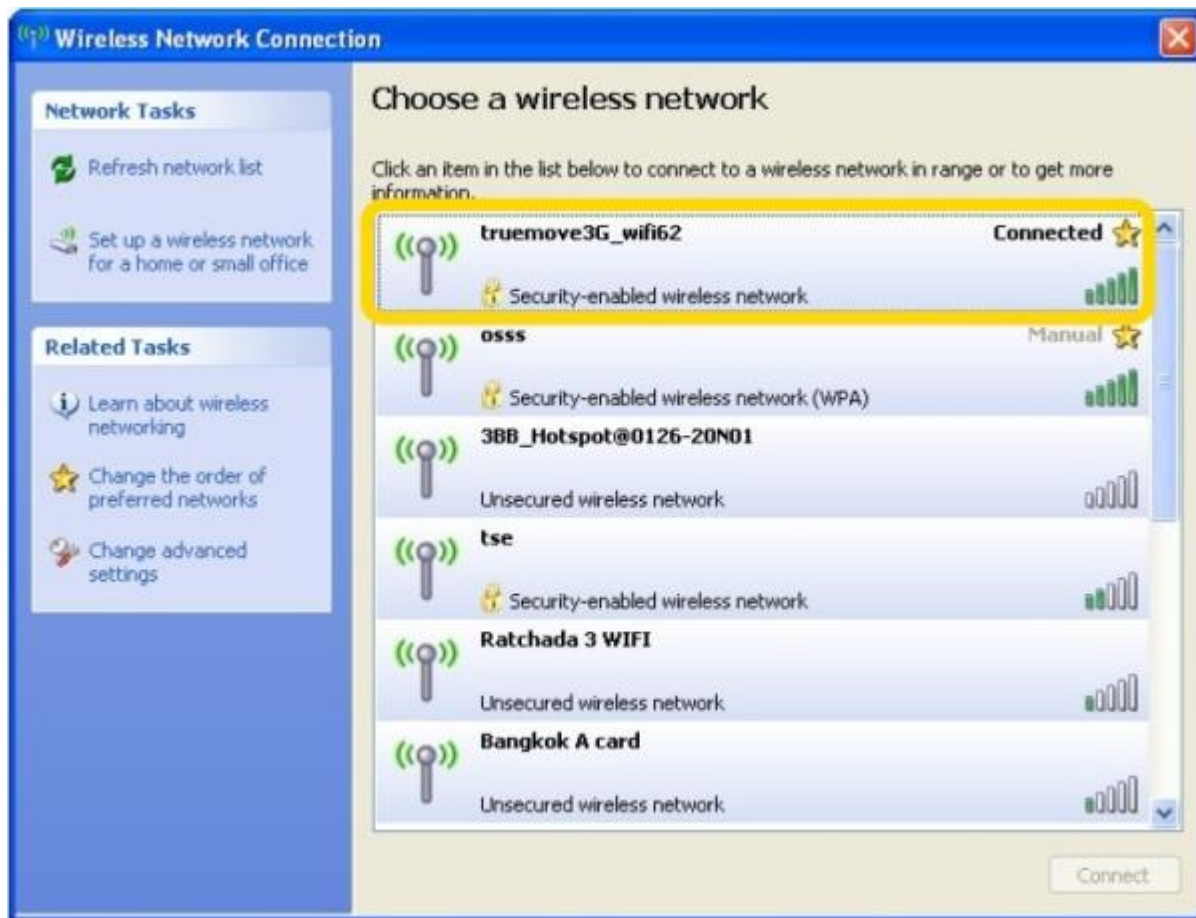 Wireless Network Connection
Network Tasks
Refresh network list
Set up a wireless network
for a home or small office
Related Tasks
Learn about wireless
networking
Change the order of
preferred networks
Change advanced
settings
Choose a wireless network
Click an item in the list below to connect to a wireless network in range or to get more
information.
truemove3G_wifi62
Connected
Security-enabled wireless network
osss
Manual
Security-enabled wireless network (WPA)
3BB_Hotspot@0126-20N01
Unsecured wireless network
tse
Security-enabled wireless network
Ratchada 3 WIFI
Unsecured wireless network
Bangkok A card
Unsecured wireless network
Connect